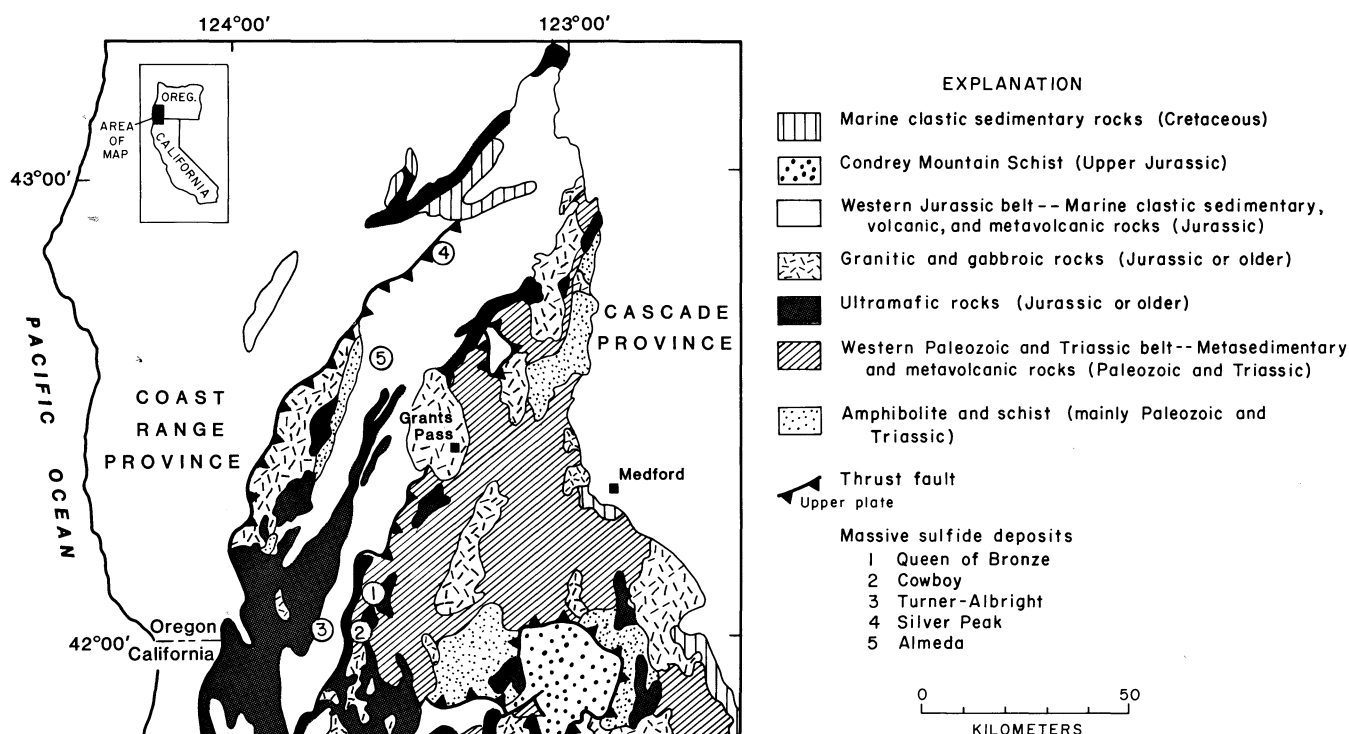 124°00'
123°00'
OREG.
AREA
OF
MAP
CALIFORNIA
43°00'
4
CASCADE
PROVINCE
5
PACIFIC OCEAN
COAST
RANGE
PROVINCE
Grants
Pass
Medford
1
Oregon
3
2
42°00'
California
EXPLANATION
Marine clastic sedimentary rocks (Cretaceous)
Condrey Mountain Schist (Upper Jurassic)
Western Jurassic belt -- Marine clastic sedimentary,
volcanic, and metavolcanic rocks (Jurassic)
Granitic and gabbroic rocks (Jurassic or older)
Ultramafic rocks (Jurassic or older)
Western Paleozoic and Triassic belt -- Metasedimentary
and metavolcanic rocks (Paleozoic and Triassic)
Amphibolite and schist (mainly Paleozoic and
Triassic)
Thrust fault
Upper plate
Massive sulfide deposits
1 Queen of Bronze
2 Cowboy
3 Turner-Albright
4 Silver Peak
5 Almeda
0 50
KILOMETERS